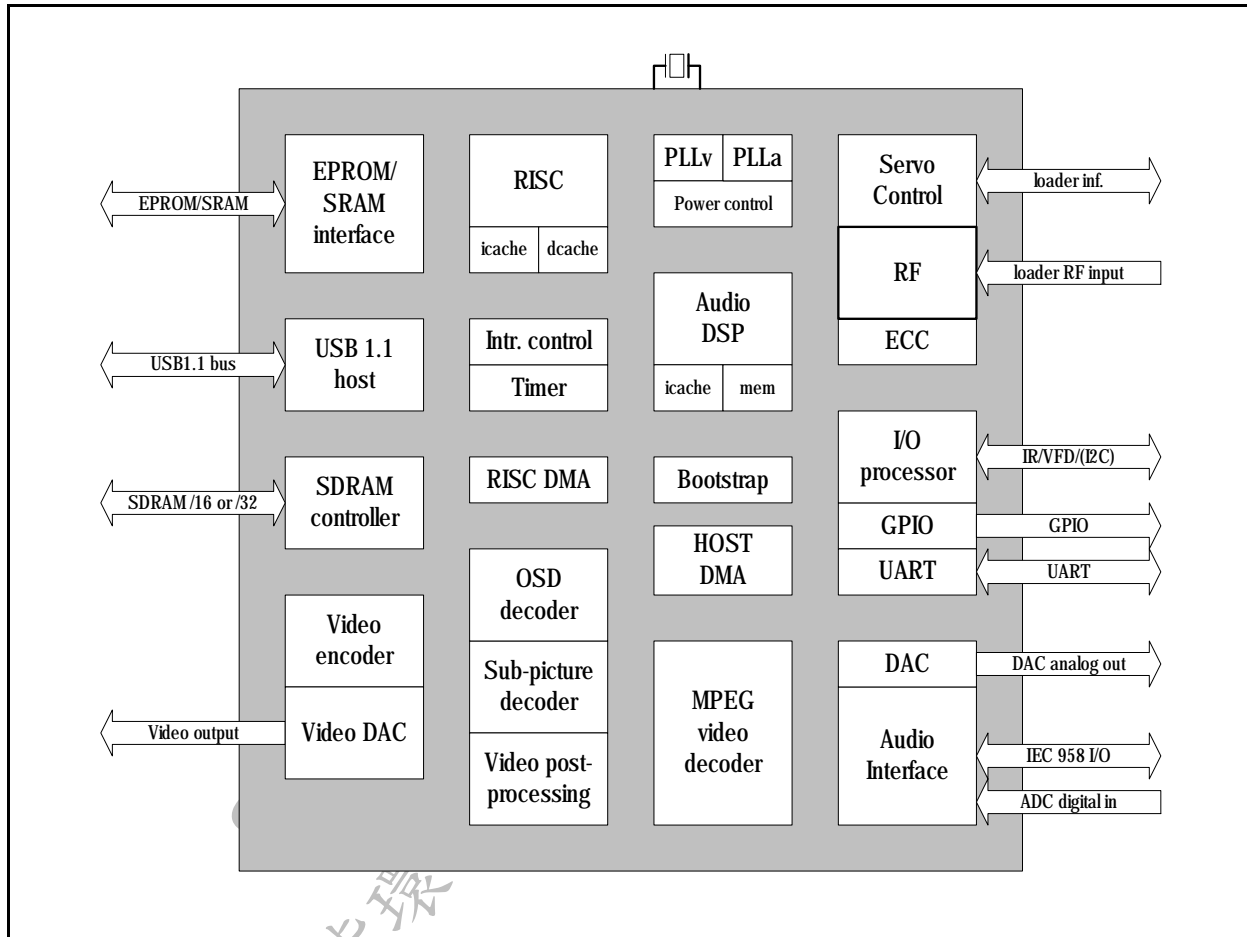 EPROM/SRAM
EPROM/
SRAM
interface
RISC
icache
dcache
PLLv
PLLa
Power control
Servo
Control
loader inf.
RF
loader RF input
ECC
USB1.1 bus
USB 1.1
host
Intr. control
Timer
Audio
DSP
icache
mem
SDRAM /16 or /32
SDRAM
controller
RISC DMA
Bootstrap
HOST
DMA
I/O
processor
IR/VFD/(I2C)
GPIO
GPIO
UART
UART
Video
encoder
Video output
Video DAC
OSD
decoder
Sub-picture
decoder
Video post-
processing
MPEG
video
decoder
DAC
DAC analog out
Audio
Interface
IEC 958 I/O
ADC digital in
環